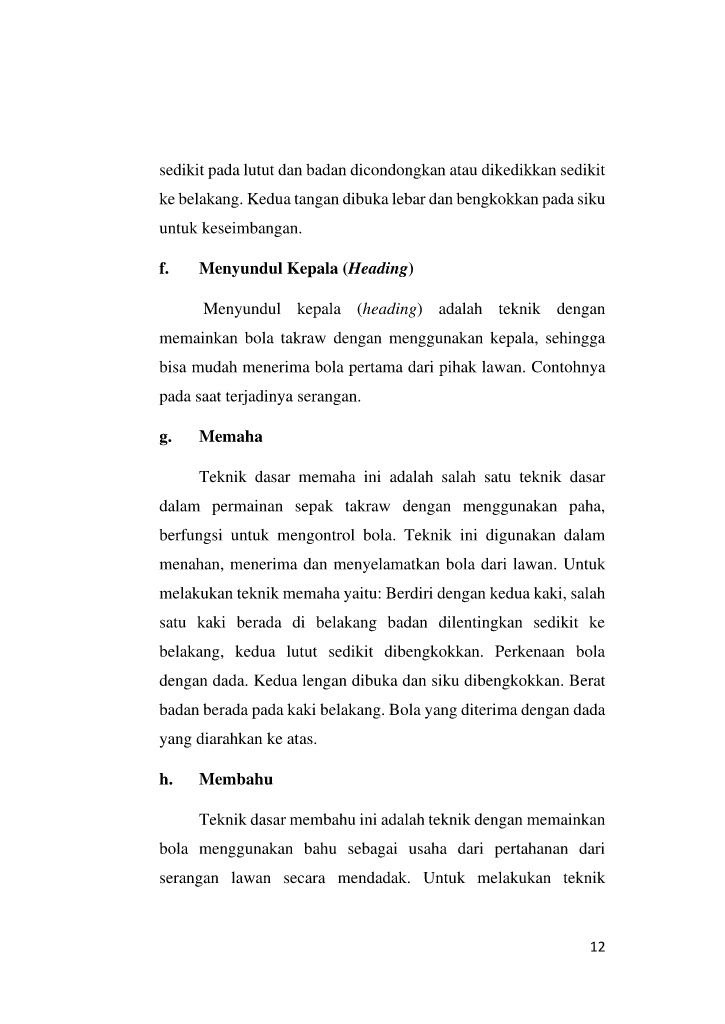 sedikit pada lutut dan badan dicondongkan atau dikedikkan sedikit
ke belakang. Kedua tangan dibuka lebar dan bengkokkan pada siku
untuk keseimbangan.
f. Menyundul Kepala (Heading)
Menyundul kepala (heading) adalah teknik dengan
memainkan bola takraw dengan menggunakan kepala, sehingga
bisa mudah menerima bola pertama dari pihak lawan. Contohnya
pada saat terjadinya serangan.
g. Memaha
Teknik dasar memaha ini adalah salah satu teknik dasar
dalam permainan sepak takraw dengan menggunakan paha,
berfungsi untuk mengontrol bola. Teknik ini digunakan dalam
menahan, menerima dan menyelamatkan bola dari lawan. Untuk
melakukan teknik memaha yaitu: Berdiri dengan kedua kaki, salah
satu kaki berada di belakang badan dilentingkan sedikit ke
belakang, kedua lutut sedikit dibengkokkan. Perkenaan bola
dengan dada. Kedua lengan dibuka dan siku dibengkokkan. Berat
badan berada pada kaki belakang. Bola yang diterima dengan dada
yang diarahkan ke atas.
h. Membahu
Teknik dasar membahu ini adalah teknik dengan memainkan
bola menggunakan bahu sebagai usaha dari pertahanan dari
serangan lawan secara mendadak. Untuk melakukan teknik
12